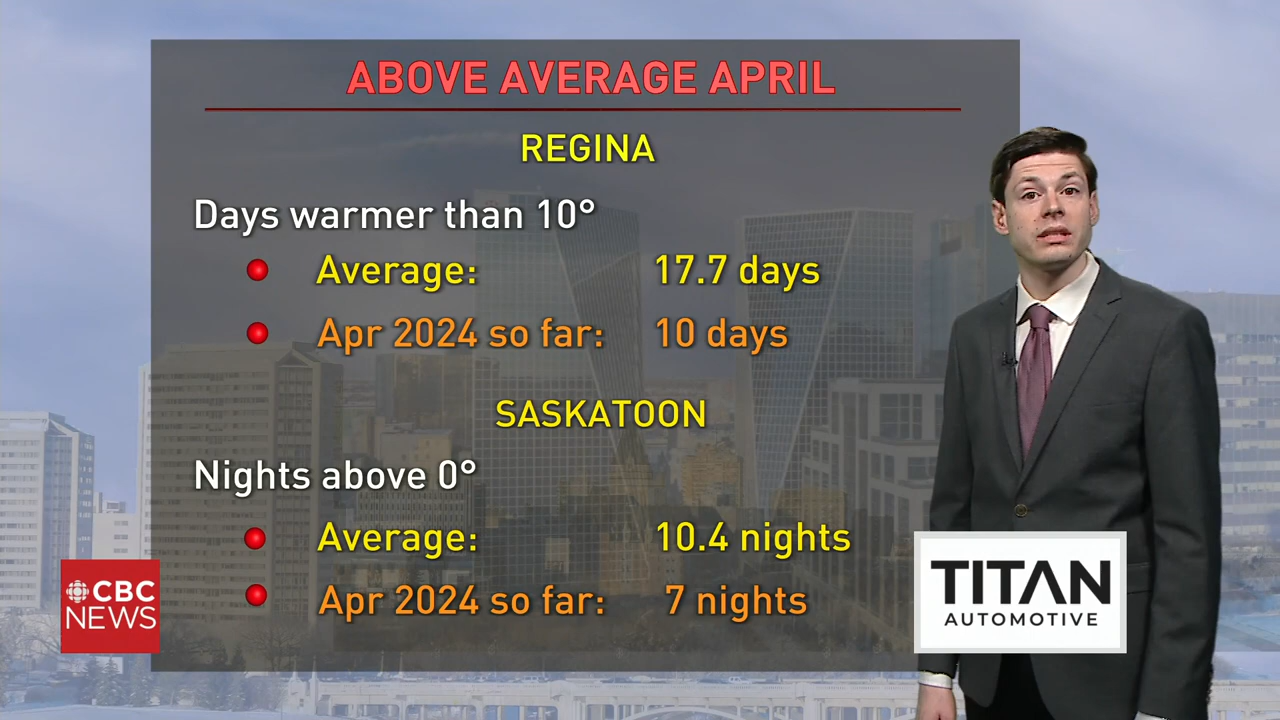 ABOVE AVERAGE APRIL
REGINA
Days warmer than 10°
Average: 17.7 days
Apr 2024 so far: 10 days
SASKATOON
Nights above 0°
Average: 10.4 nights
Apr 2024 so far: 7 nights
CBC
NEWS
TITAN
AUTOMOTIVE